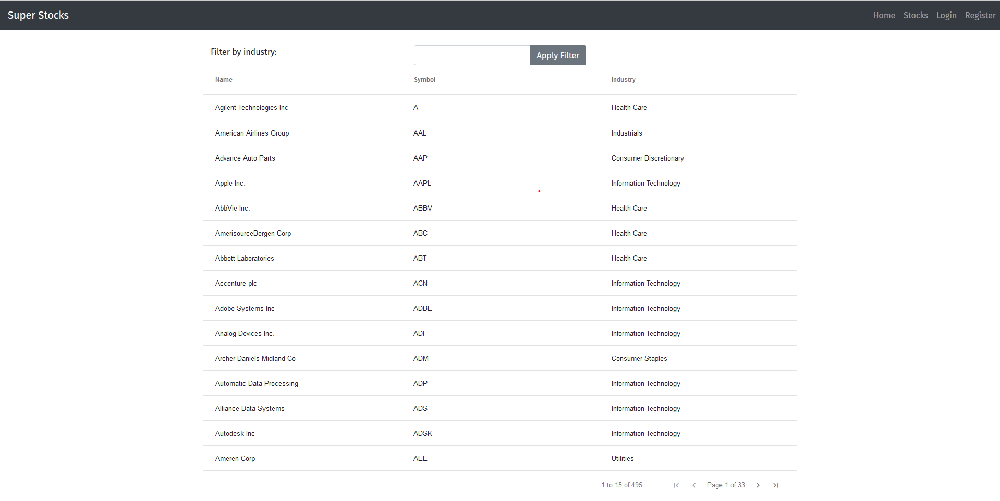 Super Stocks Home Stocks Login Register
Filter by industry: Apply Filter
Name Symbol Industry
Agilent Technologies Inc A Health Care
American Airlines Group AAL Industrials
Advance Auto Parts AAP Consumer Discretionary
Apple Inc. AAPL Information Technology
AbbVie Inc. ABBV Health Care
AmerisourceBergen Corp ABC Health Care
Abbott Laboratories ABT Health Care
Accenture plc ACN Information Technology
Adobe Systems Inc ADBE Information Technology
Analog Devices Inc. ADI Information Technology
Archer-Daniels-Midland Co ADM Consumer Staples
Automatic Data Processing ADP Information Technology
Alliance Data Systems ADS Information Technology
Autodesk Inc ADSK Information Technology
Ameren Corp AEE Utilities
1 to 15 of 495 Page 1 of 33